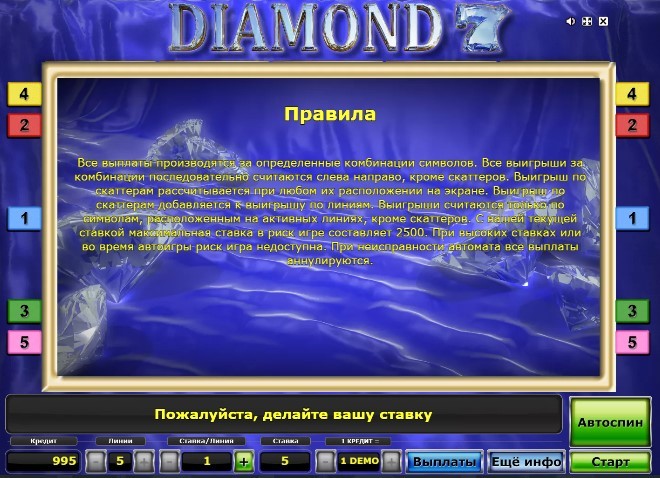 DIAMOND 7
4 4
2 2
Правила
Все выплаты производятся за определенные комбинации символов. Все выигрыши за
комбинации последовательно считаются слева направо, кроме скаттеров. Выигрыш по
скаттерам рассчитывается при любом их расположении на экране. Выигрыш по
скаттерам добавляется к выигрышу по линиям. Выигрыши считаются только по
символам, расположенным на активных линиях, кроме скаттеров. С вашей текущей
ставкой максимальная ставка в риск игре составляет 2500. При высоких ставках или
во время автоигры риск игра недоступна. При неисправности автомата все выплаты
аннулируются.
1 1
3 3
5 5
Пожалуйста, делайте вашу ставку
Автоспин
Кредит Линии Ставка/Линия Ставка 1 КРЕДИТ =
995 - 5 + - 1 + 5 - 1 DEMO + Выплаты Ещё инфо Старт